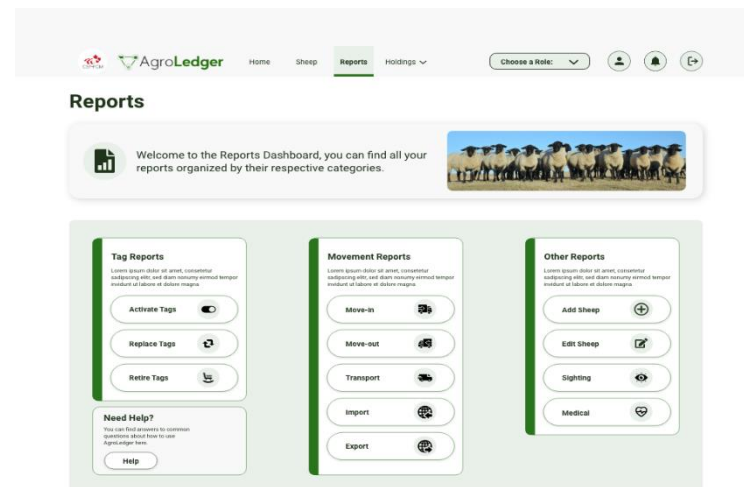 AgroLedger
Home
Sheep
Reports
Holdings
Choose a Role:
Reports
Welcome to the Reports Dashboard, you can find all your
reports organized by their respective categories.
Tag Reports
Lorem ipsum dolor sit amet, consetetur
sadipscing elitr, sed diam nonumy eirmod tempor
invidunt ut labore et dolore magna
Activate Tags
Replace Tags
Retire Tags
Need Help?
You can find answers to common
questions about how to use
AgroLedger here.
Help
Movement Reports
Lorem ipsum dolor sit amet, consetetur
sadipscing elitr, sed diam nonumy eirmod tempor
invidunt ut labore et dolore magna
Move-in
Move-out
Transport
Import
Export
Other Reports
Lorem ipsum dolor sit amet, consetetur
sadipscing elitr, sed diam nonumy eirmod tempor
invidunt ut labore et dolore magna
Add Sheep
Edit Sheep
Sighting
Medical